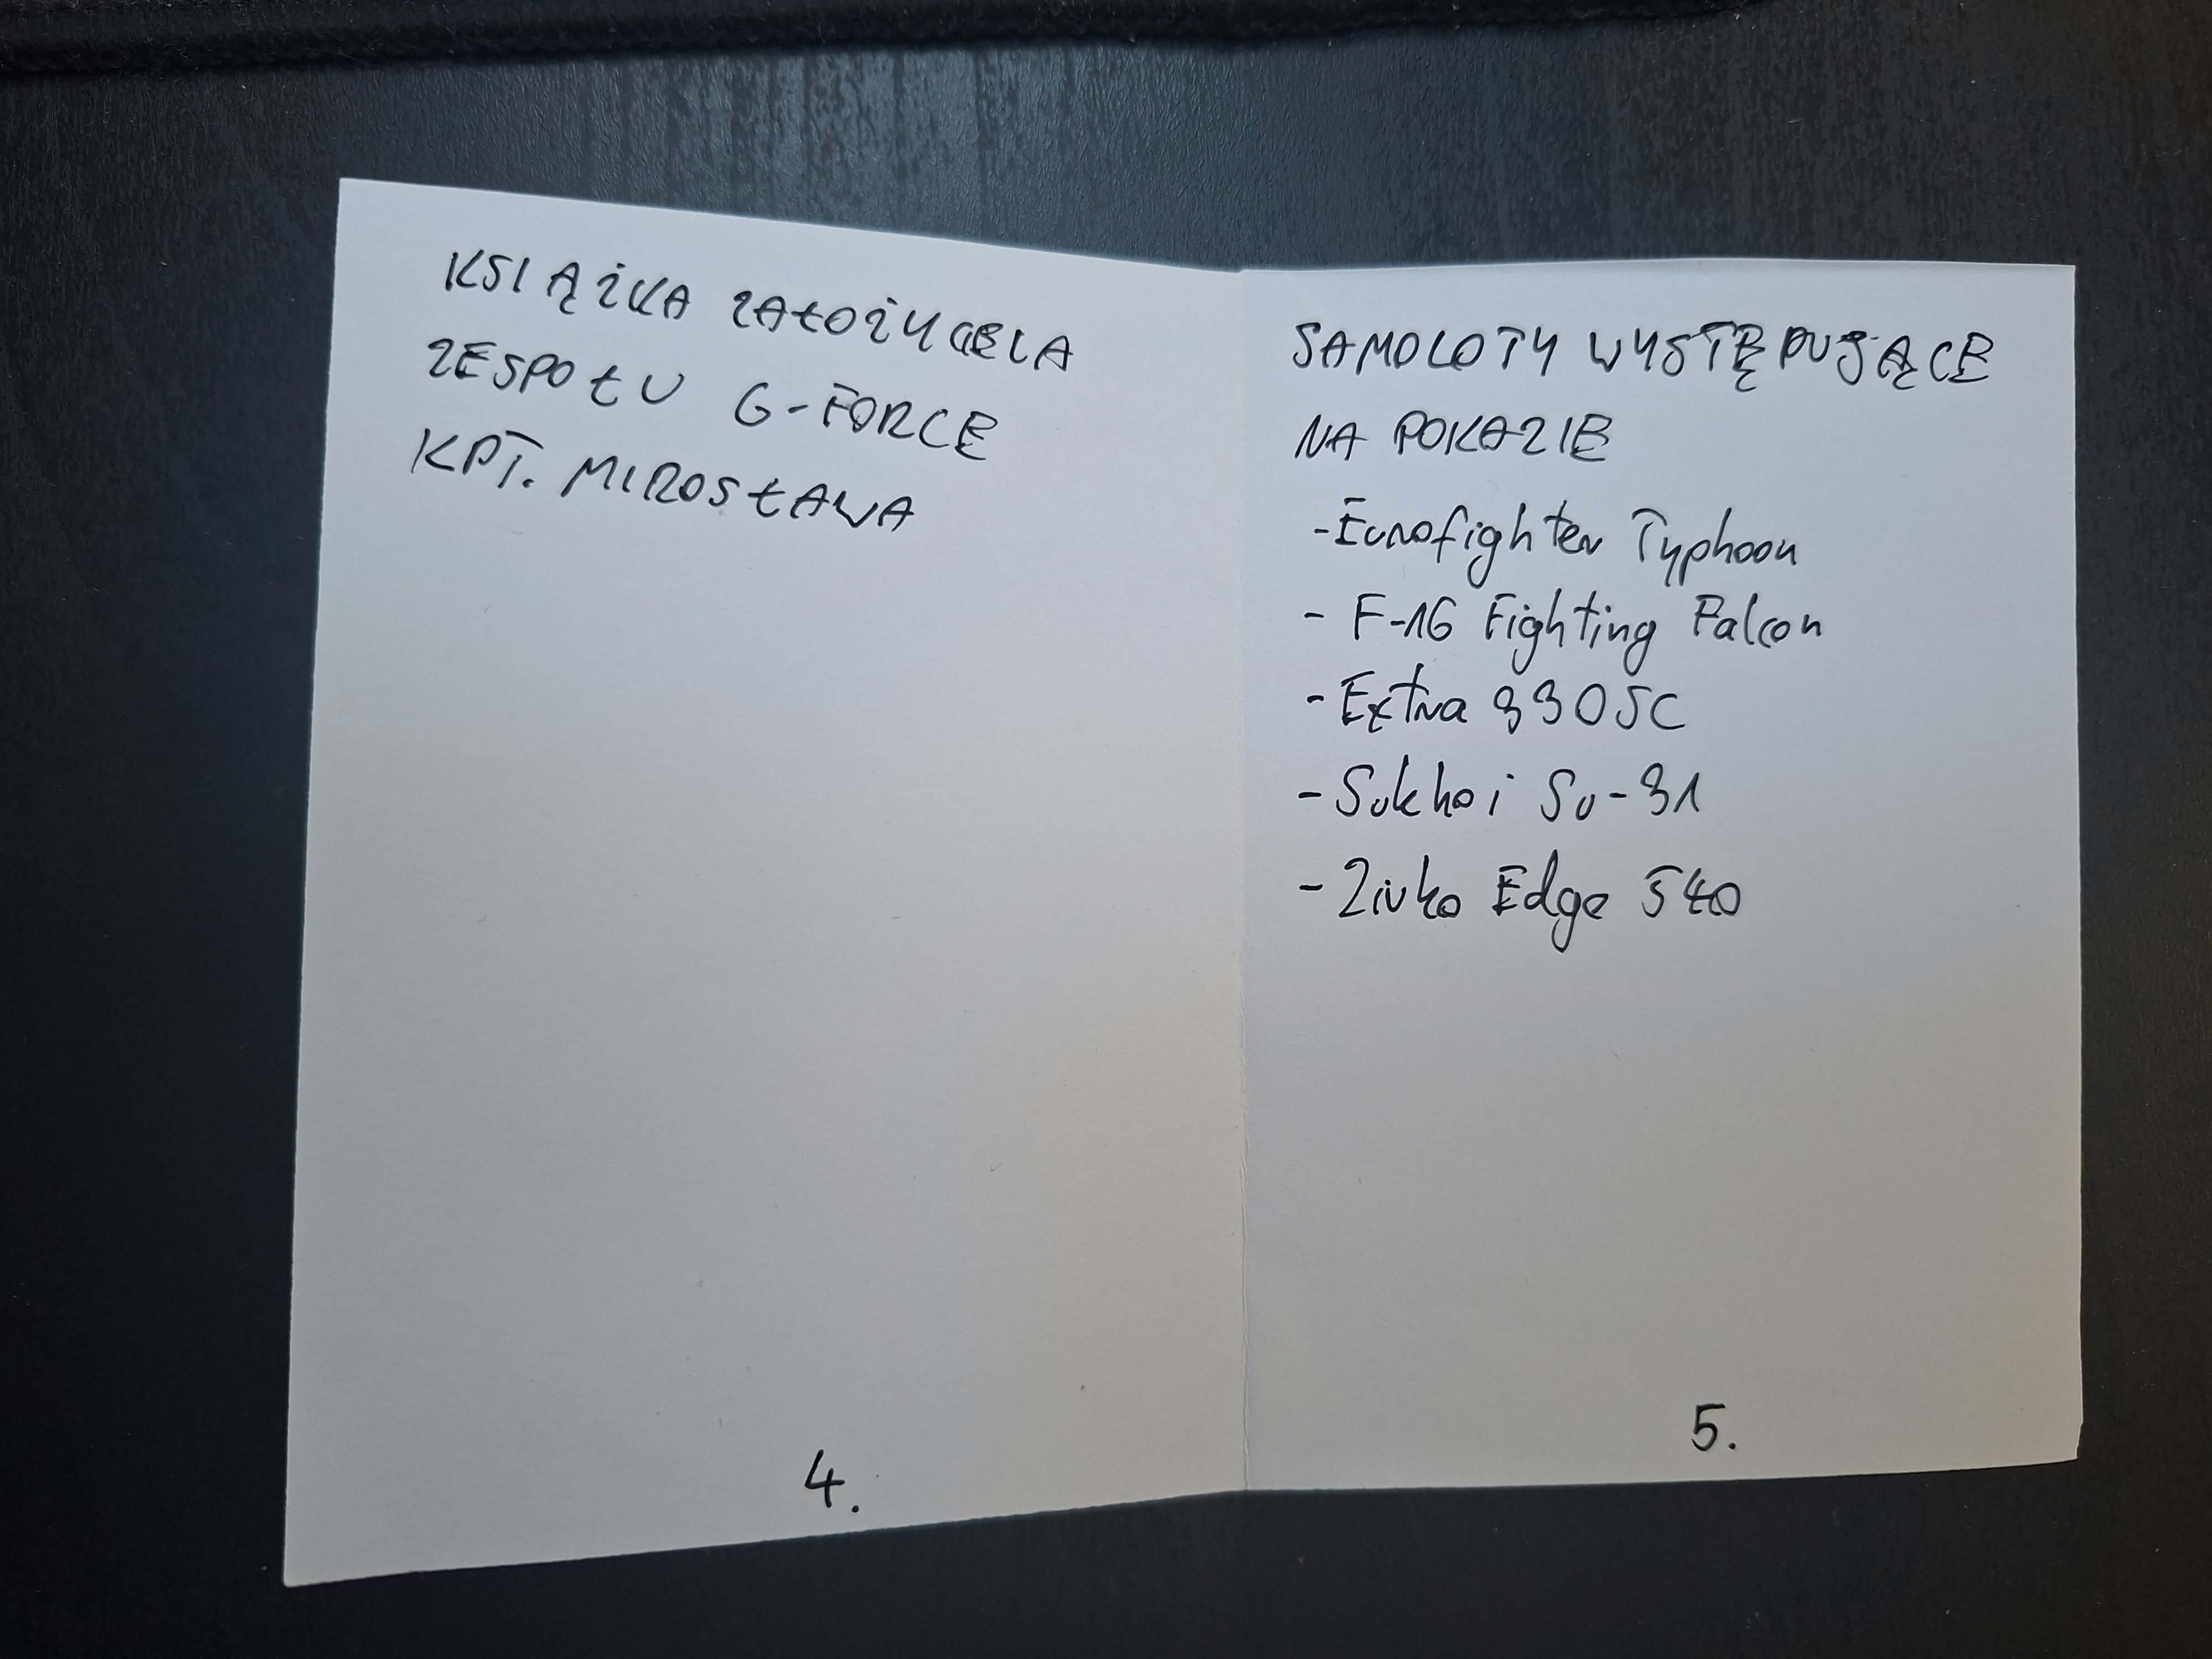 KSIĄŻKA ZAŁOŻYCIELA
ZESPOŁU G-FORCE
KPT. MIROSŁAWA
4.
SAMOLOTY WYSTĘPUJĄCE
NA POKAZIE
-Eurofighter Typhoon
- F-16 Fighting Falcon
- Extra 330SC
- Sukhoi Su-31
- Zivko Edge 540
5.